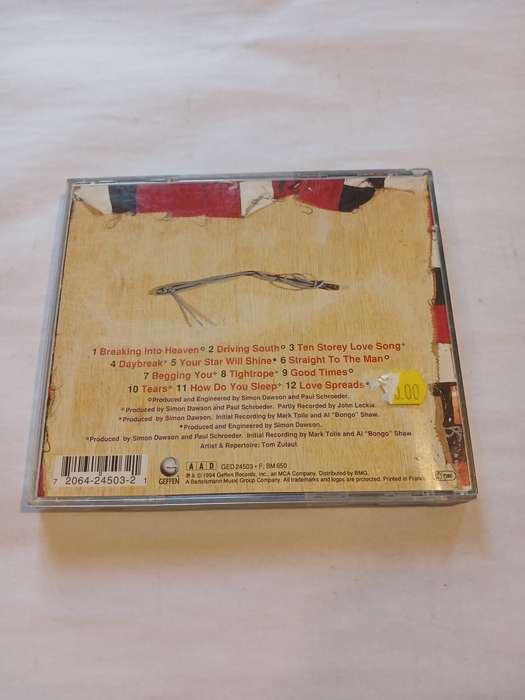 1 Breaking Into Heaven° 2 Driving South° 3 Ten Storey Love Song*
4 Daybreak* 5 Your Star Will Shine* 6 Straight To The Man°
7 Begging You* 8 Tightrope* 9 Good Times°
10 Tears* 11 How Do You Sleep* 12 Love Spreads*
.00
°Produced and Engineered by Simon Dawson and Paul Schroeder.
°Produced by Simon Dawson and Paul Schroeder. Partly Recorded by John Leckie.
*Produced by Simon Dawson. Initial Recording by Mark Tolle and Al "Bongo" Shaw.
*Produced and Engineered by Simon Dawson.
°Produced by Simon Dawson and Paul Schroeder. Initial Recording by Mark Tolle and Al "Bongo" Shaw
Artist & Repertoire: Tom Zutaut
7 2064-24503-2 1
GEFFEN
A A D GED 24503 • F: BM 650
℗ & © 1994 Geffen Records, Inc., an MCA Company. Distributed by BMG.
A Bertelsmann Music Group Company. All trademarks and logos are protected. Printed in France